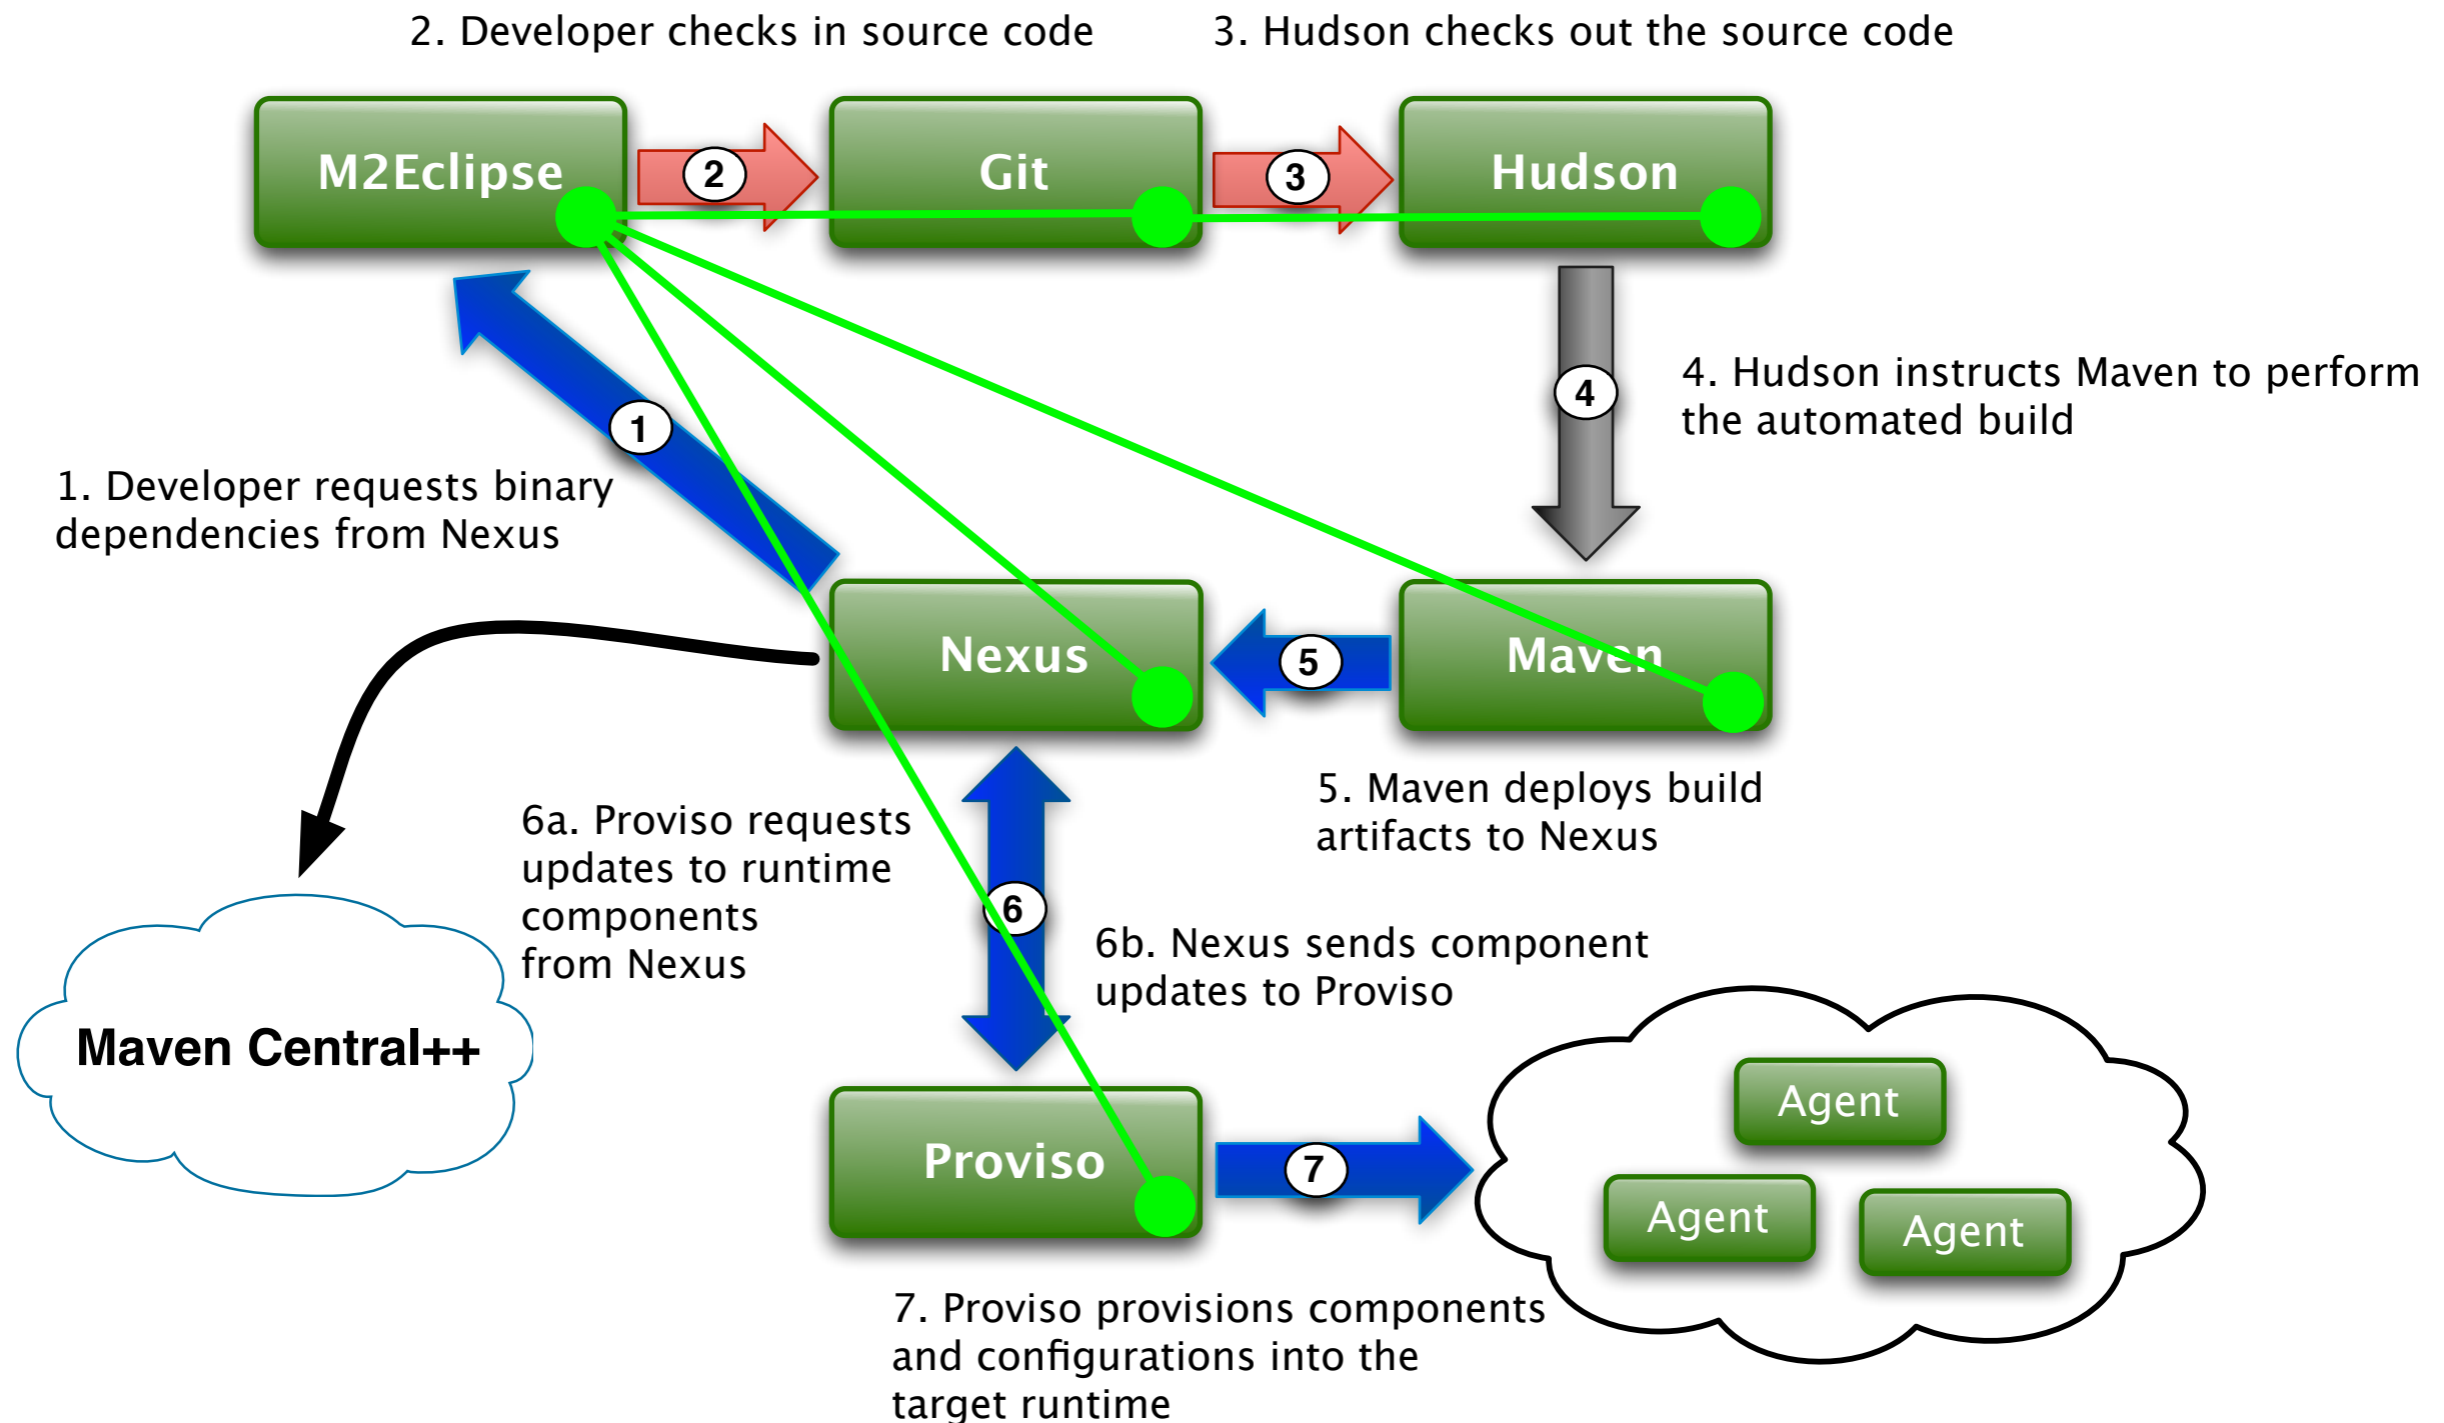 2. Developer checks in source code
3. Hudson checks out the source code
M2Eclipse
2
Git
3
Hudson
4
4. Hudson instructs Maven to perform
the automated build
1
1. Developer requests binary
dependencies from Nexus
Nexus
5
Maven
5. Maven deploys build
artifacts to Nexus
6a. Proviso requests
updates to runtime
components
from Nexus
6
6b. Nexus sends component
updates to Proviso
Maven Central++
Proviso
7
Agent
Agent
Agent
7. Proviso provisions components
and configurations into the
target runtime